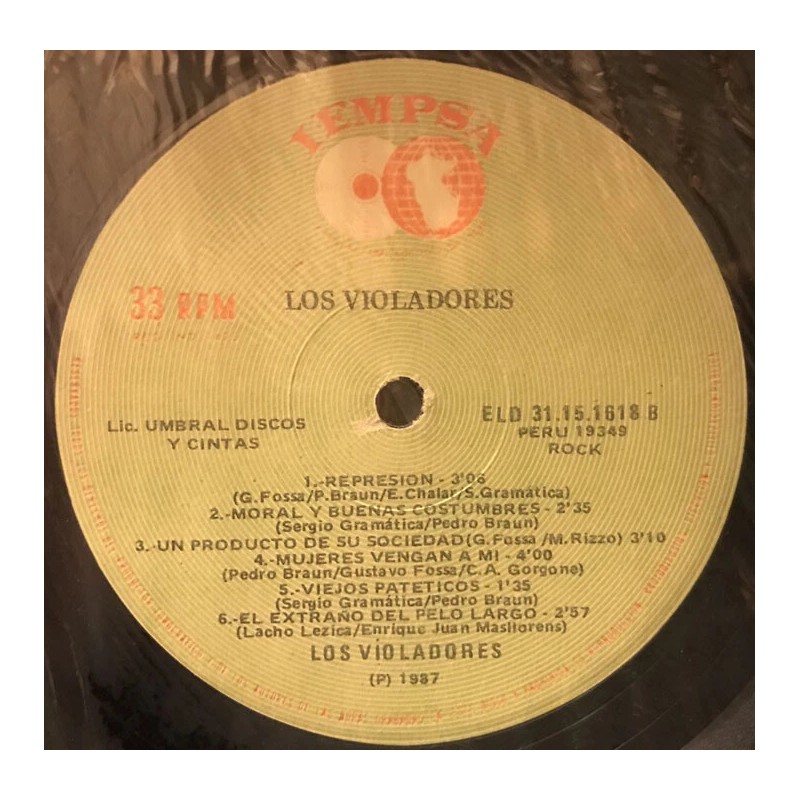 IEMPSA
33 RPM
LOS VIOLADORES
Lic. UMBRAL DISCOS
Y CINTAS
ELD 31.15.1618 B
PERU 19349
ROCK
1.-REPRESION - 3'08
(G.Fossa/P.Braun/E.Chalar/S.Gramática)
2.-MORAL Y BUENAS COSTUMBRES - 2'35
(Sergio Gramática/Pedro Braun)
3.-UN PRODUCTO DE SU SOCIEDAD(G.Fossa/M.Rizzo) 3'10
4.-MUJERES VENGAN A MI - 4'00
(Pedro Braun/Gustavo Fossa/C.A. Gorgone)
5.-VIEJOS PATETICOS - 1'35
(Sergio Gramática/Pedro Braun)
6.-EL EXTRAÑO DEL PELO LARGO - 2'57
(Lacho Lezica/Enrique Juan Masllorens)
LOS VIOLADORES
(P) 1987